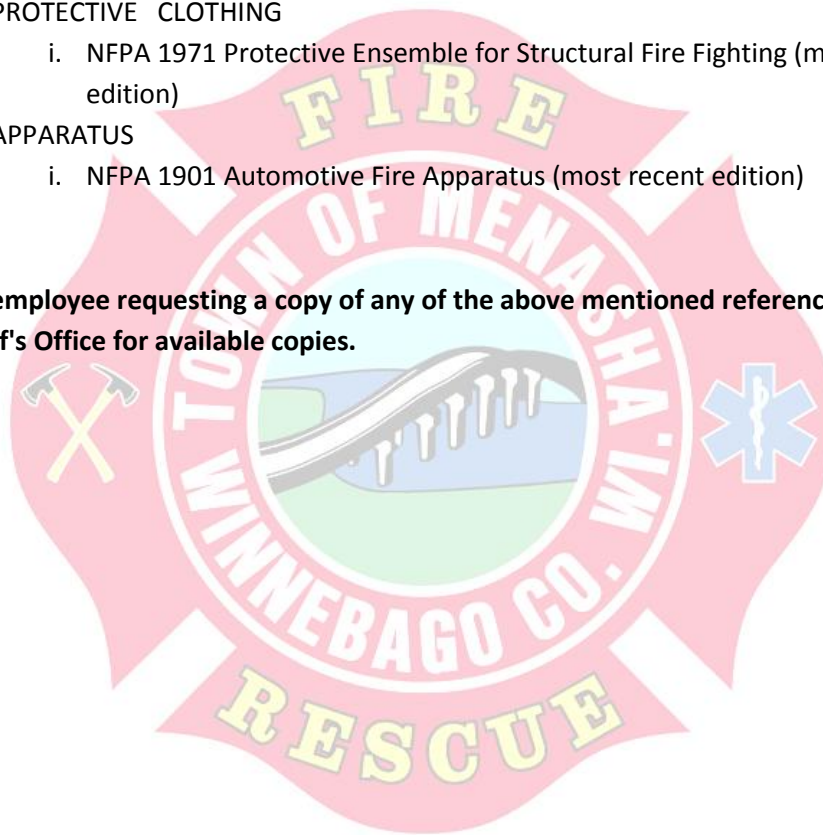 PROTECTIVE CLOTHING
i. NFPA 1971 Protective Ensemble for Structural Fire Fighting (m
edition)
APPARATUS
i. NFPA 1901 Automotive Fire Apparatus (most recent edition)
employee requesting a copy of any of the above mentioned referenc
f's Office for available copies.
FIRE
TOWN OF MENASHA, WI.
WINNEBAGO CO.
RESCUE